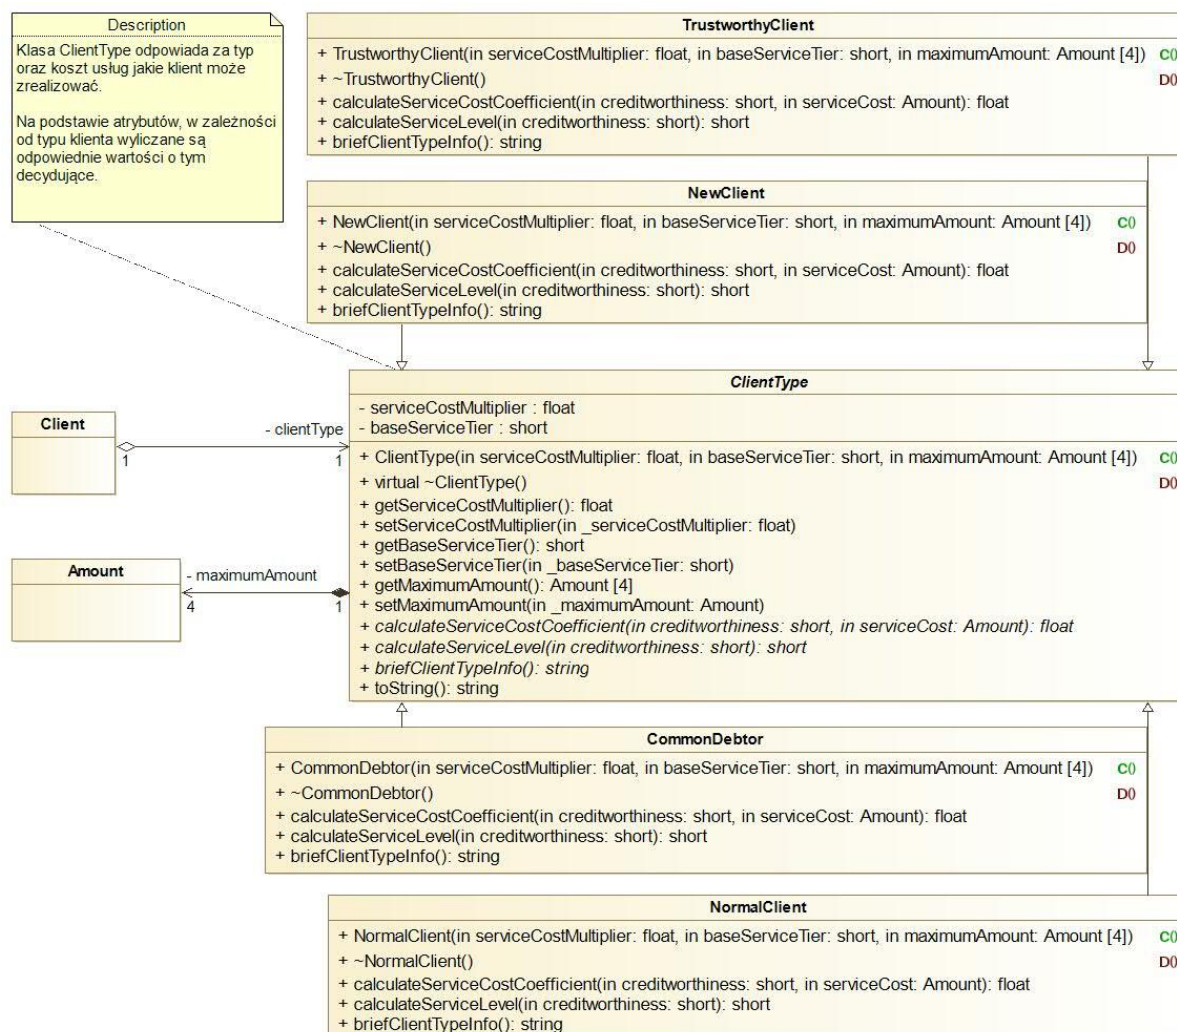 Description
Klasa ClientType odpowiada za typ
oraz koszt usług jakie klient może
zrealizować.
Na podstawie atrybutów, w zależności
od typu klienta wyliczane są
odpowiednie wartości o tym
decydujące.
TrustworthyClient
+ TrustworthyClient(in serviceCostMultiplier: float, in baseServiceTier: short, in maximumAmount: Amount [4]) C()
+ ~TrustworthyClient() D()
+ calculateServiceCostCoefficient(in creditworthiness: short, in serviceCost: Amount): float
+ calculateServiceLevel(in creditworthiness: short): short
+ briefClientTypeInfo(): string
NewClient
+ NewClient(in serviceCostMultiplier: float, in baseServiceTier: short, in maximumAmount: Amount [4]) C()
+ ~NewClient() D()
+ calculateServiceCostCoefficient(in creditworthiness: short, in serviceCost: Amount): float
+ calculateServiceLevel(in creditworthiness: short): short
+ briefClientTypeInfo(): string
Client
- clientType
1 1
Amount
- maximumAmount
4 1
ClientType
- serviceCostMultiplier : float
- baseServiceTier : short
+ ClientType(in serviceCostMultiplier: float, in baseServiceTier: short, in maximumAmount: Amount [4]) C()
+ virtual ~ClientType() D()
+ getServiceCostMultiplier(): float
+ setServiceCostMultiplier(in _serviceCostMultiplier: float)
+ getBaseServiceTier(): short
+ setBaseServiceTier(in _baseServiceTier: short)
+ getMaximumAmount(): Amount [4]
+ setMaximumAmount(in _maximumAmount: Amount)
+ calculateServiceCostCoefficient(in creditworthiness: short, in serviceCost: Amount): float
+ calculateServiceLevel(in creditworthiness: short): short
+ briefClientTypeInfo(): string
+ toString(): string
CommonDebtor
+ CommonDebtor(in serviceCostMultiplier: float, in baseServiceTier: short, in maximumAmount: Amount [4]) C()
+ ~CommonDebtor() D()
+ calculateServiceCostCoefficient(in creditworthiness: short, in serviceCost: Amount): float
+ calculateServiceLevel(in creditworthiness: short): short
+ briefClientTypeInfo(): string
NormalClient
+ NormalClient(in serviceCostMultiplier: float, in baseServiceTier: short, in maximumAmount: Amount [4]) C()
+ ~NormalClient() D()
+ calculateServiceCostCoefficient(in creditworthiness: short, in serviceCost: Amount): float
+ calculateServiceLevel(in creditworthiness: short): short
+ briefClientTypeInfo(): string